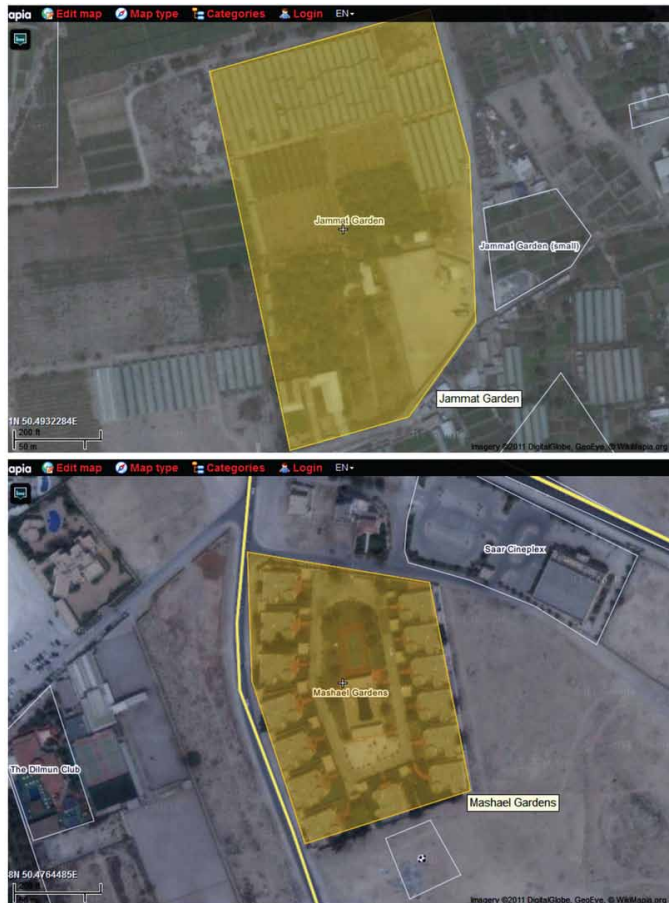 apia Edit map Map type Categories Login EN
Jammat Garden
Jammat Garden (small)
Jammat Garden
1N 50.4932284E
200 ft
50 m
Imagery ©2011 DigitalGlobe, GeoEye, © WikiMapia.org
apia Edit map Map type Categories Login EN
Saar Cineplex
Mashael Gardens
The Dilmun Club
Mashael Gardens
8N 50.4764485E
Imagery ©2011 DigitalGlobe, GeoEye, © WikiMapia.org